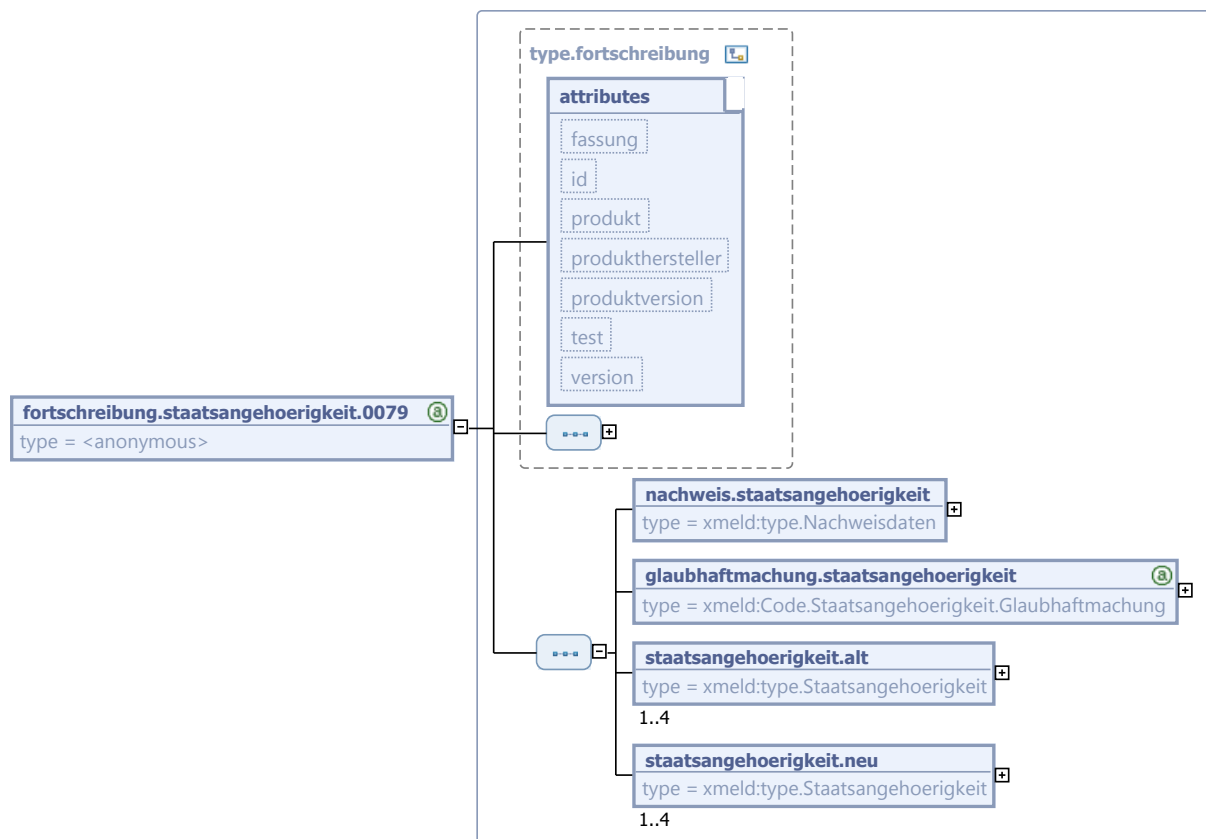 type.fortschreibung
attributes
fassung
id
produkt
produkthersteller
produktversion
test
version
fortschreibung.staatsangehoerigkeit.0079
type = <anonymous>
nachweis.staatsangehoerigkeit
type = xmeld:type.Nachweisdaten
glaubhaftmachung.staatsangehoerigkeit
type = xmeld:Code.Staatsangehoerigkeit.Glaubhaftmachung
staatsangehoerigkeit.alt
type = xmeld:type.Staatsangehoerigkeit
1..4
staatsangehoerigkeit.neu
type = xmeld:type.Staatsangehoerigkeit
1..4